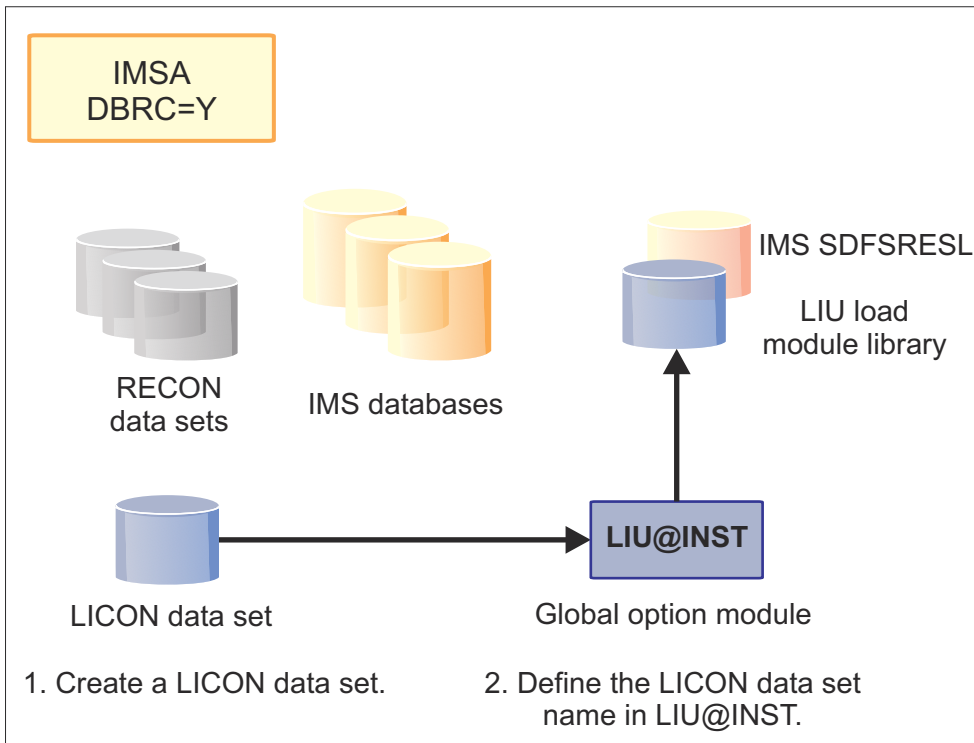 IMSA
DBRC=Y
IMS SDFSRESL
LIU load
module library
RECON
data sets
IMS databases
LIU@INST
LICON data set
Global option module
1. Create a LICON data set.
2. Define the LICON data set
name in LIU@INST.